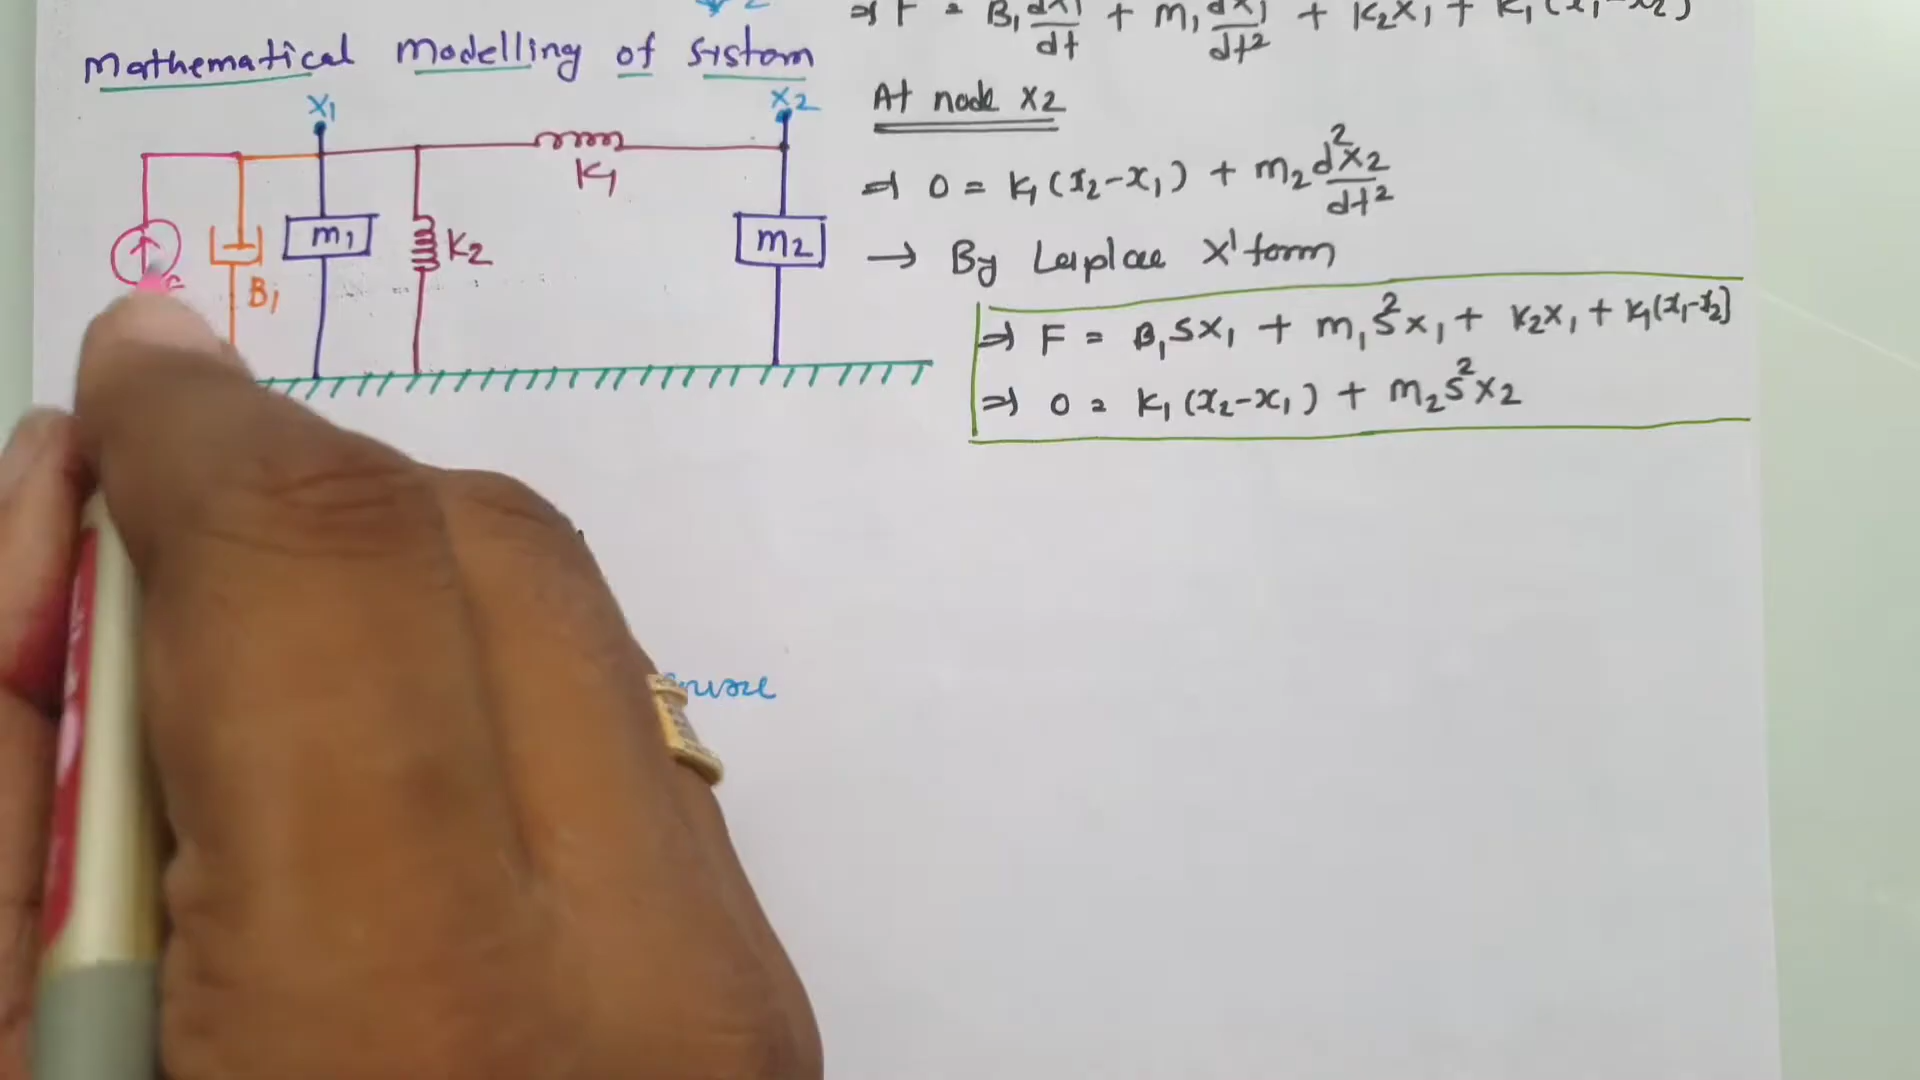 ⇒ F = B₁ dx₁/dt + m₁ dx₁/dt² + K₂x₁ + K₁(x₁-x₂)
Mathematical Modelling of Sistam
X₁
X2
K₁
m₁
K2
m2
B₁
At node X2
⇒ 0 = K₁(x₂-x₁) + m₂ d²x₂/dt²
→ By Laplace X'form
⇒ F = B₁SX₁ + m₁S²X₁ + K₂X₁ + K₁(x₁-x₂]
⇒ 0 = K₁(x₂-x₁) + m₂S²X2